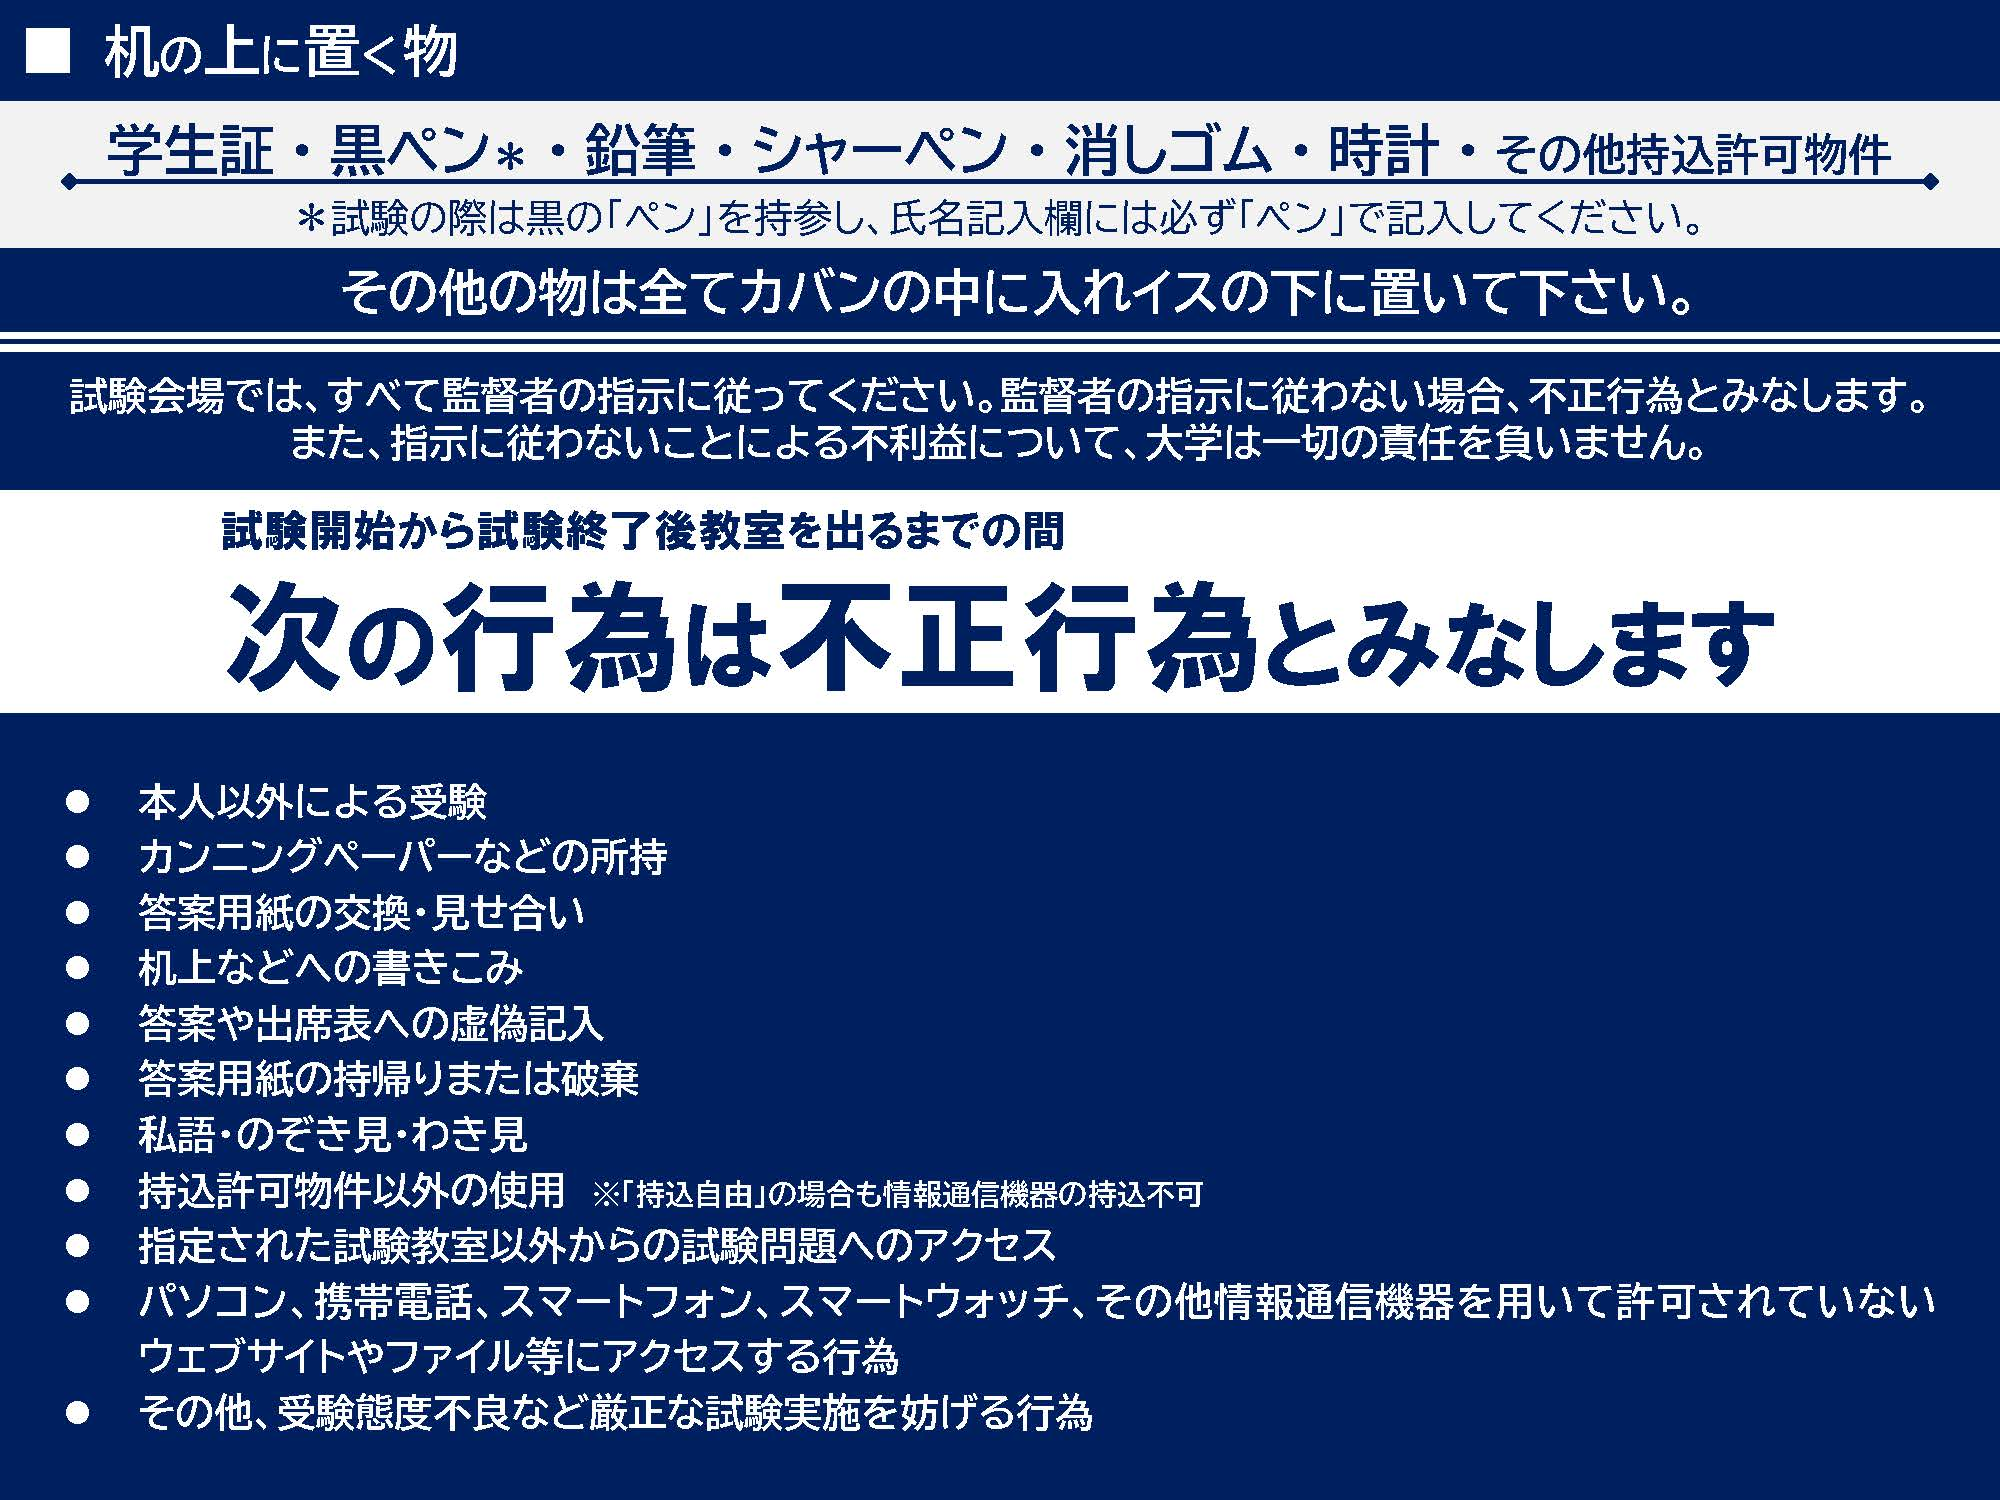 ■ 机の上に置く物
学生証・黒ペン＊・鉛筆・シャーペン・消しゴム・時計・その他持込許可物件
＊試験の際は黒の「ペン」を持参し、氏名記入欄には必ず「ペン」で記入してください。
その他の物は全てカバンの中に入れイスの下に置いて下さい。
試験会場では、すべて監督者の指示に従ってください。監督者の指示に従わない場合、不正行為とみなします。
また、指示に従わないことによる不利益について、大学は一切の責任を負いません。
試験開始から試験終了後教室を出るまでの間
次の行為は不正行為とみなします
● 本人以外による受験
● カンニングペーパーなどの所持
● 答案用紙の交換・見せ合い
● 机上などへの書きこみ
● 答案や出席表への虚偽記入
● 答案用紙の持帰りまたは破棄
● 私語・のぞき見・わき見
● 持込許可物件以外の使用 ※「持込自由」の場合も情報通信機器の持込不可
● 指定された試験教室以外からの試験問題へのアクセス
● パソコン、携帯電話、スマートフォン、スマートウォッチ、その他情報通信機器を用いて許可されていない
ウェブサイトやファイル等にアクセスする行為
● その他、受験態度不良など厳正な試験実施を妨げる行為